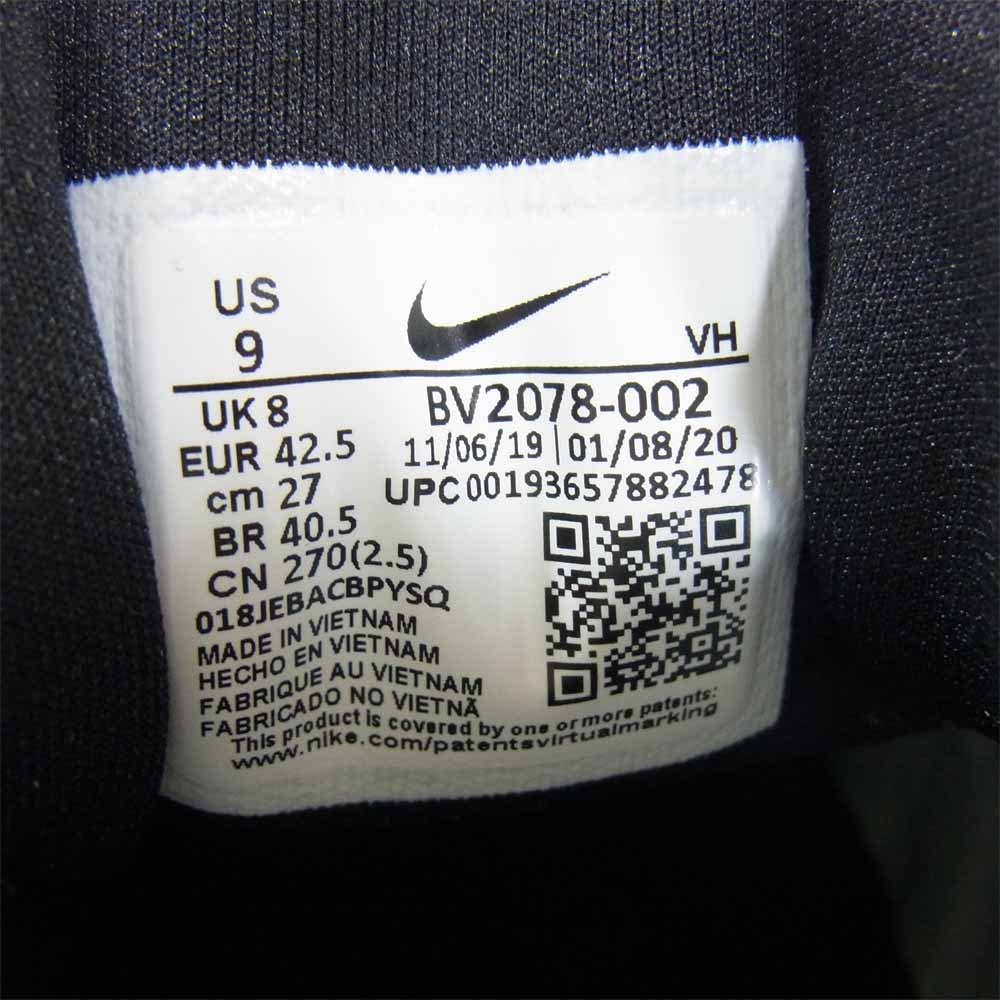 US
9
VH
UK 8
EUR 42.5
cm 27
BR 40.5
CN 270(2.5)
BV2078-002
11/06/19 | 01/08/20
UPC 00193657882478
018JEBACBPYSQ
MADE IN VIETNAM
HECHO EN VIETNAM
FABRIQUE AU VIETNAM
FABRICADO NO VIETNÃ
This product is covered by one or more patents:
www.nike.com/patentsvirtualmarking